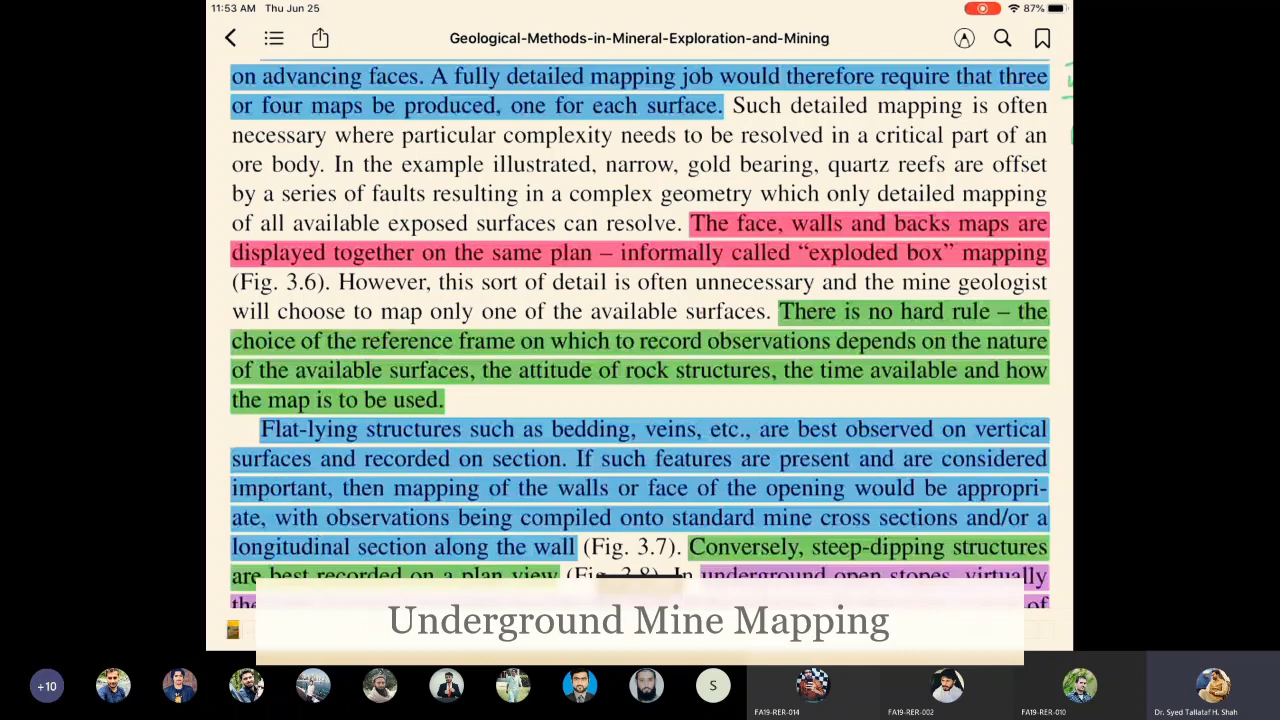 11:53 AM Thu Jun 25
87%
Geological-Methods-in-Mineral-Exploration-and-Mining
on advancing faces. A fully detailed mapping job would therefore require that three
or four maps be produced, one for each surface. Such detailed mapping is often
necessary where particular complexity needs to be resolved in a critical part of an
ore body. In the example illustrated, narrow, gold bearing, quartz reefs are offset
by a series of faults resulting in a complex geometry which only detailed mapping
of all available exposed surfaces can resolve. The face, walls and backs maps are
displayed together on the same plan – informally called “exploded box” mapping
(Fig. 3.6). However, this sort of detail is often unnecessary and the mine geologist
will choose to map only one of the available surfaces. There is no hard rule – the
choice of the reference frame on which to record observations depends on the nature
of the available surfaces, the attitude of rock structures, the time available and how
the map is to be used.
Flat-lying structures such as bedding, veins, etc., are best observed on vertical
surfaces and recorded on section. If such features are present and are considered
important, then mapping of the walls or face of the opening would be appropri-
ate, with observations being compiled onto standard mine cross sections and/or a
longitudinal section along the wall (Fig. 3.7). Conversely, steep-dipping structures
are best recorded on a plan view (Fig. 3.8). In underground open stopes, virtually
of
Underground Mine Mapping
+10
S
FA19-RER-014
FA19-RER-002
FA19-RER-010
Dr. Syed Tallataf H. Shah